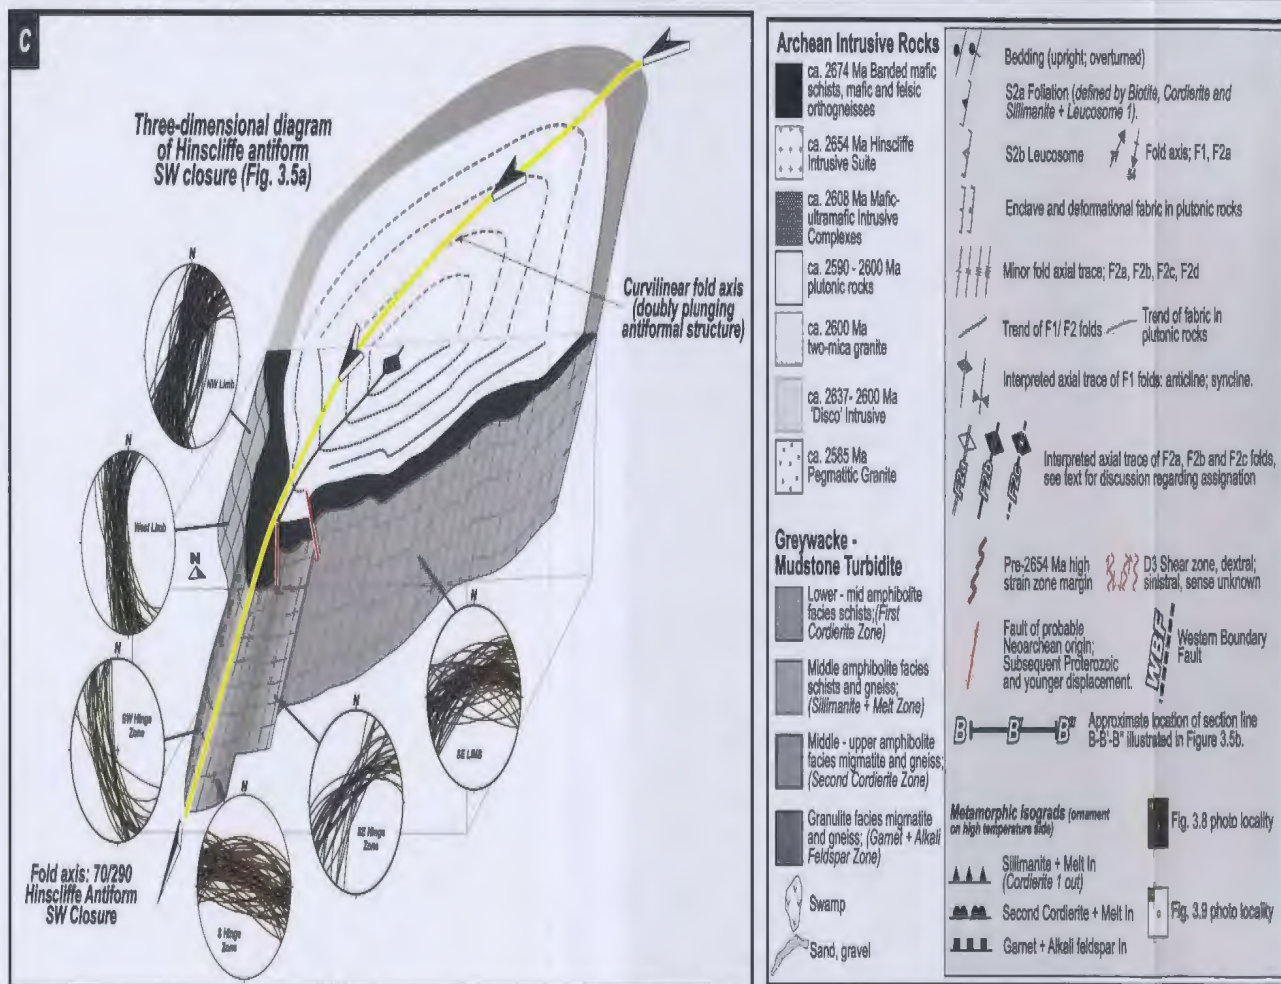 C
Three-dimensional diagram
of Hinscliffe antiform
SW closure (Fig. 3.5a)
Curvilinear fold axis
(doubly plunging
antiformal structure)
N
NW Limb
N
West Limb
N
N
SW Hinge
Zone
N
S Hinge
Zone
N
SE Hinge
Zone
N
SE LIMB
Fold axis: 70/290
Hinscliffe Antiform
SW Closure
Archean Intrusive Rocks
ca. 2674 Ma Banded mafic
schists, mafic and felsic
orthogneisses
ca. 2654 Ma Hinscliffe
Intrusive Suite
ca. 2608 Ma Mafic-
ultramafic Intrusive
Complexes
ca. 2590 - 2600 Ma
plutonic rocks
ca. 2600 Ma
two-mica granite
ca. 2637- 2600 Ma
'Disco' Intrusive
ca. 2585 Ma
Pegmatitic Granite
Greywacke -
Mudstone Turbidite
Lower - mid amphibolite
facies schists;(First
Cordierite Zone)
Middle amphibolite facies
schists and gneiss;
(Sillimanite + Melt Zone)
Middle - upper amphibolite
facies migmatite and gneiss;
(Second Cordierite Zone)
Granulite facies migmatite
and gneiss; (Garnet + Alkali
Feldspar Zone)
Swamp
Sand, gravel
Bedding (upright; overturned)
S2a Foliation (defined by Biotite, Cordierite and
Sillimanite + Leucosome 1).
S2b Leucosome
54
Fold axis; F1, F2a
Enclave and deformational fabric in plutonic rocks
Minor fold axial trace; F2a, F2b, F2c, F2d
Trend of F1/ F2 folds
Trend of fabric in
plutonic rocks
Interpreted axial trace of F1 folds: anticline; syncline.
F2a
F2b
F2c
Interpreted axial trace of F2a, F2b and F2c folds,
see text for discussion regarding assignation
Pre-2654 Ma high
strain zone margin
D3 Shear zone, dextral;
sinistral, sense unknown
Fault of probable
Neoarchean origin;
Subsequent Proterozoic
and younger displacement.
WBF
Western Boundary
Fault
B B' B"
Approximate location of section line
B-B'-B" illustrated in Figure 3.5b.
Metamorphic Isograds (ornament
on high temperature side)
Sillimanite + Melt In
(Cordierite 1 out)
Second Cordierite + Melt In
Garnet + Alkali feldspar In
Fig. 3.8 photo locality
Fig. 3.9 photo locality